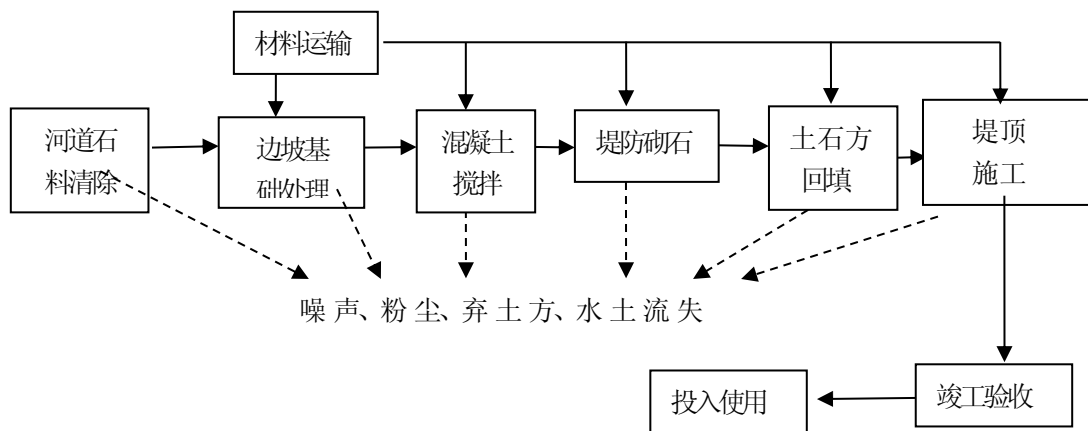 材料运输
河道石
料清除
边坡基
础处理
混凝土
搅拌
堤防砌石
土石方
回填
堤顶
施工
噪声、粉尘、弃土方、水土流失
竣工验收
投入使用